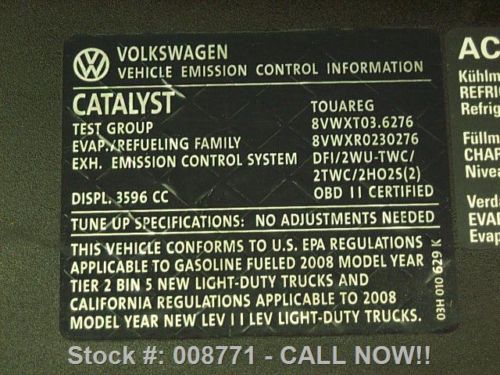 VOLKSWAGEN
VEHICLE EMISSION CONTROL INFORMATION
CATALYST TOUAREG
TEST GROUP 8VWXT03.6276
EVAP./REFUELING FAMILY 8VWXR0230276
EXH. EMISSION CONTROL SYSTEM DFI/2WU-TWC/
2TWC/2HO2S(2)
DISPL. 3596 CC OBD II CERTIFIED
TUNE UP SPECIFICATIONS: NO ADJUSTMENTS NEEDED
THIS VEHICLE CONFORMS TO U.S. EPA REGULATIONS
APPLICABLE TO GASOLINE FUELED 2008 MODEL YEAR
TIER 2 BIN 5 NEW LIGHT-DUTY TRUCKS AND
CALIFORNIA REGULATIONS APPLICABLE TO 2008
MODEL YEAR NEW LEV II LEV LIGHT-DUTY TRUCKS.
03H 010 629 K
AC
Kühlm
REFRIG
Refrig
Füllm
CHAR
Nivea
Verda
EVAP
Evap
Stock #: 008771 - CALL NOW!!